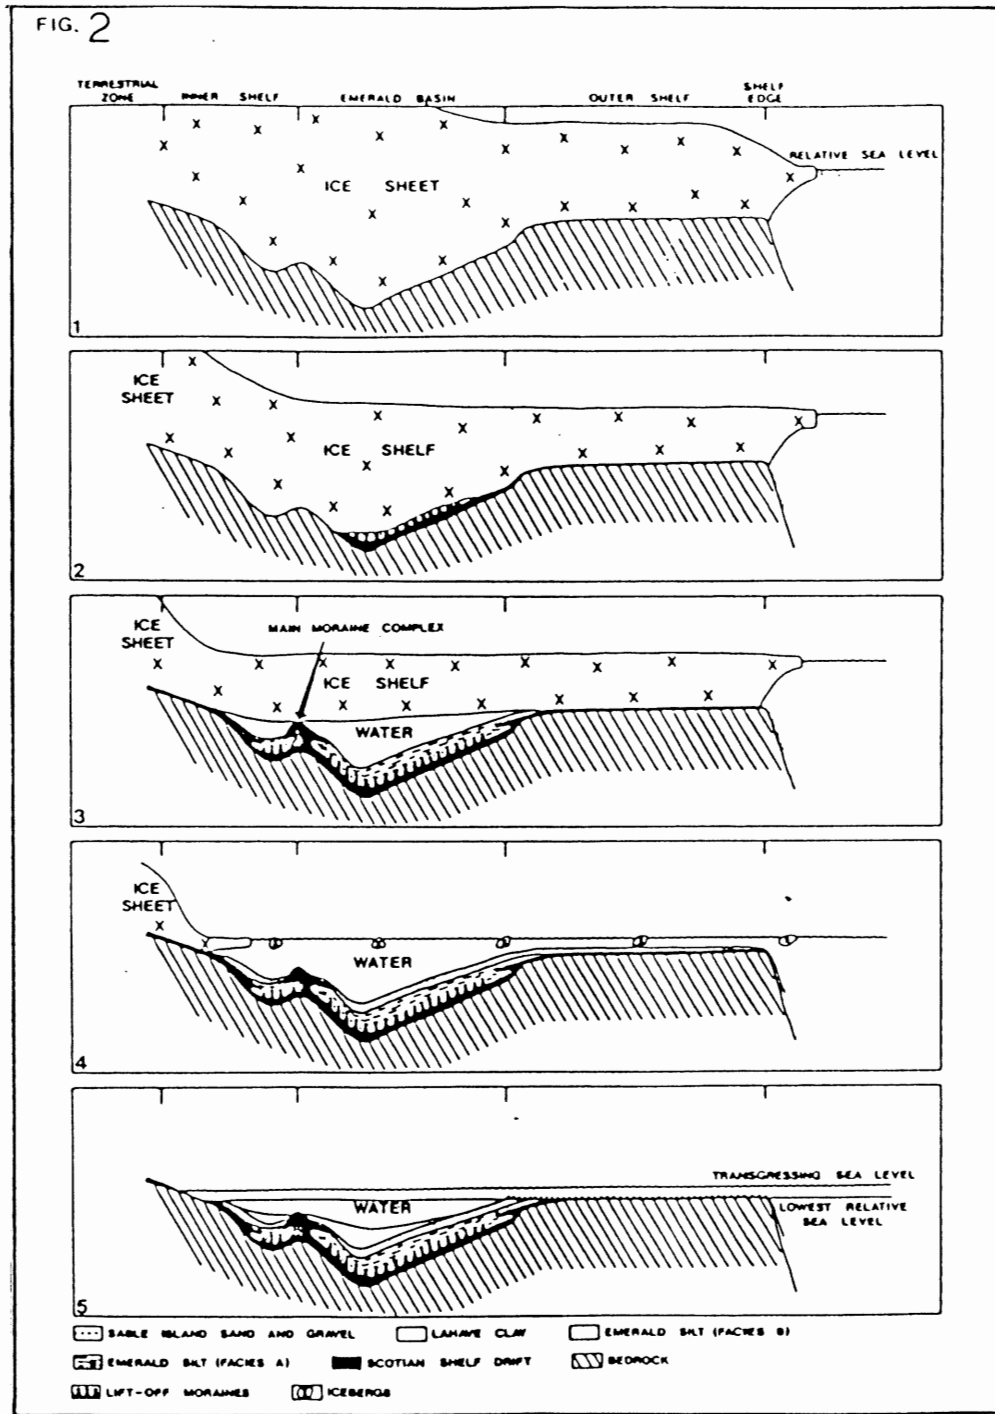 FIG. 2
TERRESTRIAL ZONE INNER SHELF EMERALD BASIN OUTER SHELF SHELF EDGE
RELATIVE SEA LEVEL
ICE SHEET
1
ICE
SHEET
ICE SHELF
2
ICE
SHEET
MAIN MORAINE COMPLEX
ICE SHELF
WATER
3
ICE
SHEET
WATER
4
TRANSGRESSING SEA LEVEL
WATER
LOWEST RELATIVE
SEA LEVEL
5
SABLE ISLAND SAND AND GRAVEL LAHAVE CLAY EMERALD SILT (FACIES B)
EMERALD SILT (FACIES A) SCOTIAN SHELF DRIFT BEDROCK
LIFT-OFF MORAINES ICEBERGS